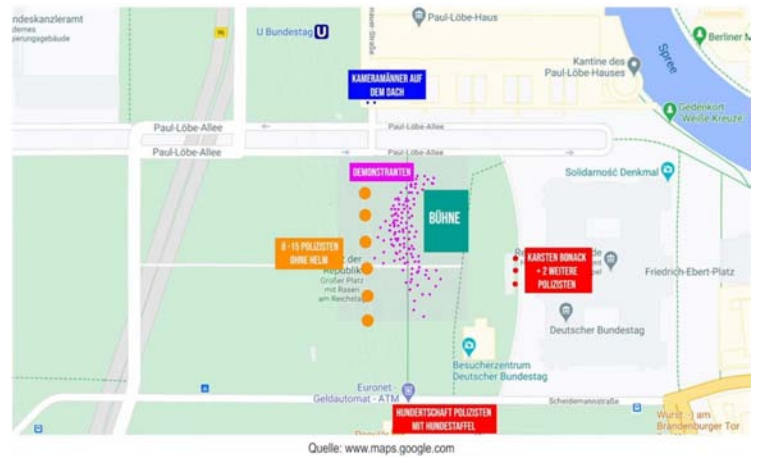 ndeskanzleramt
dernes
pierungsgebäude
U Bundestag U
Paul-Löbe-Haus
Berliner M
Spree
Kantine des
Paul-Löbe-Hauses
KAMERAMÄNNER AUF
DEM DACH
Gedenkort
"Weiße Kreuze"
Paul-Löbe-Allee
Paul-Löbe-Allee
Paul-Löbe-Allee
Paul-Löbe-Allee
DEMONSTRANTEN
Solidarność Denkmal
BÜHNE
8 - 15 POLIZISTEN
OHNE HELM
KARSTEN BONACK
+ 2 WEITERE
POLIZISTEN
Friedrich-Ebert-Platz
Republik
Großer Platz
mit Rasen
am Reichstag
Deutscher Bundestag
Besucherzentrum
Deutscher Bundestag
Euronet -
Geldautomat - ATM
Scheidemannstraße
HUNDERTSCHAFT POLIZISTEN
MIT HUNDESTAFFEL
Wurst :-) am
Brandenburger Tor
Quelle: www.maps.google.com